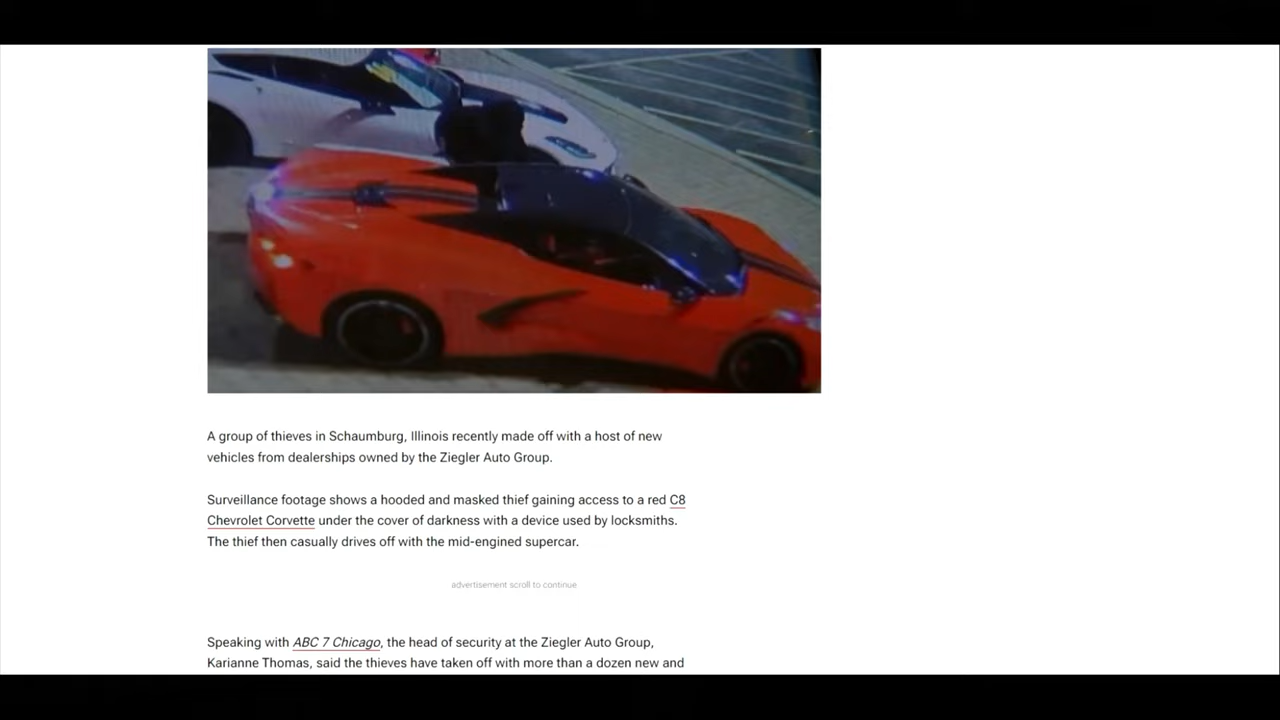 A group of thieves in Schaumburg, Illinois recently made off with a host of new
vehicles from dealerships owned by the Ziegler Auto Group.
Surveillance footage shows a hooded and masked thief gaining access to a red C8
Chevrolet Corvette under the cover of darkness with a device used by locksmiths.
The thief then casually drives off with the mid-engined supercar.
advertisement scroll to continue
Speaking with ABC 7 Chicago, the head of security at the Ziegler Auto Group,
Karianne Thomas, said the thieves have taken off with more than a dozen new and